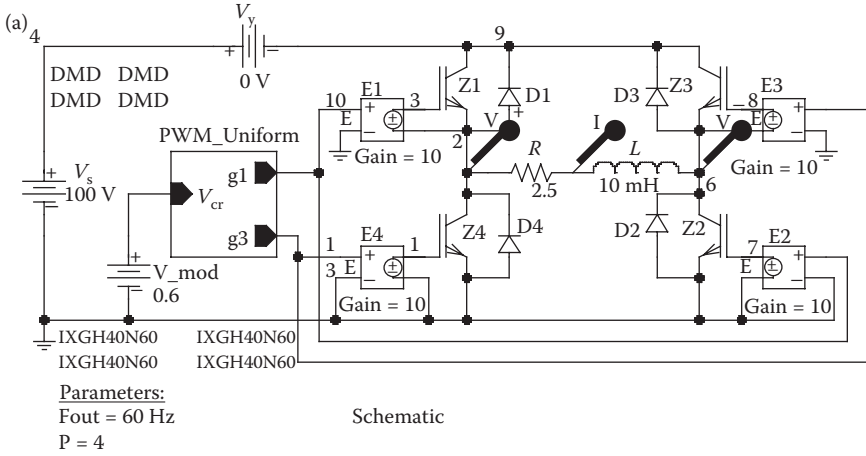 (a)
4
V_y
+ −
0 V
9
DMD DMD
DMD DMD
E1
10
+
3
E
±
−
Gain = 10
2
Z1
D1
V
+
I
D3
Z3
V
−
8
E3
+
E
±
−
Gain = 10
PWM_Uniform
g1
V_cr
g3
R
2.5
L
10 mH
6
+
V_s
100 V
−
+
V_mod
−
0.6
1
E4
+
1
3
E
±
−
Gain = 10
Z4
D4
D2
Z2
7
E2
+
E
±
−
Gain = 10
IXGH40N60 IXGH40N60
IXGH40N60 IXGH40N60
Parameters:
Fout = 60 Hz
Schematic
P = 4